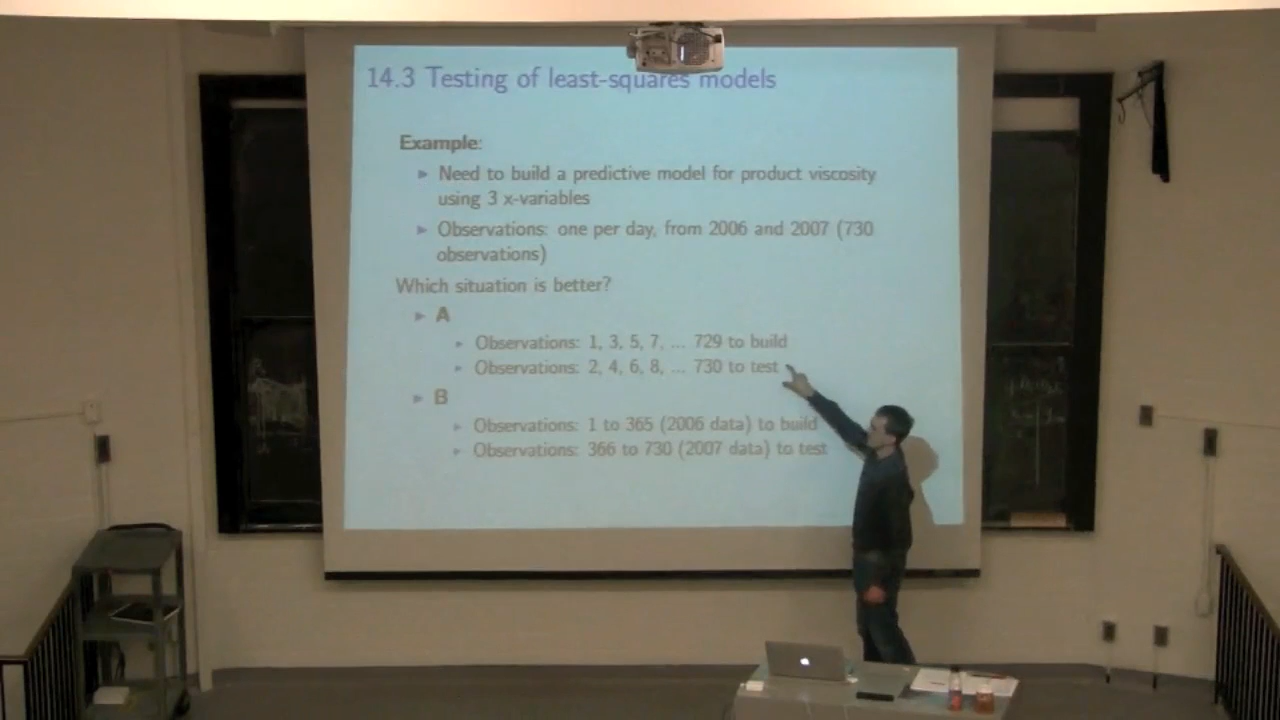 14.3 Testing of least-squares models
Example:
► Need to build a predictive model for product viscosity
using 3 x-variables
► Observations: one per day, from 2006 and 2007 (730
observations)
Which situation is better?
► A
► Observations: 1, 3, 5, 7, ... 729 to build
► Observations: 2, 4, 6, 8, ... 730 to test
► B
► Observations: 1 to 365 (2006 data) to build
► Observations: 366 to 730 (2007 data) to test